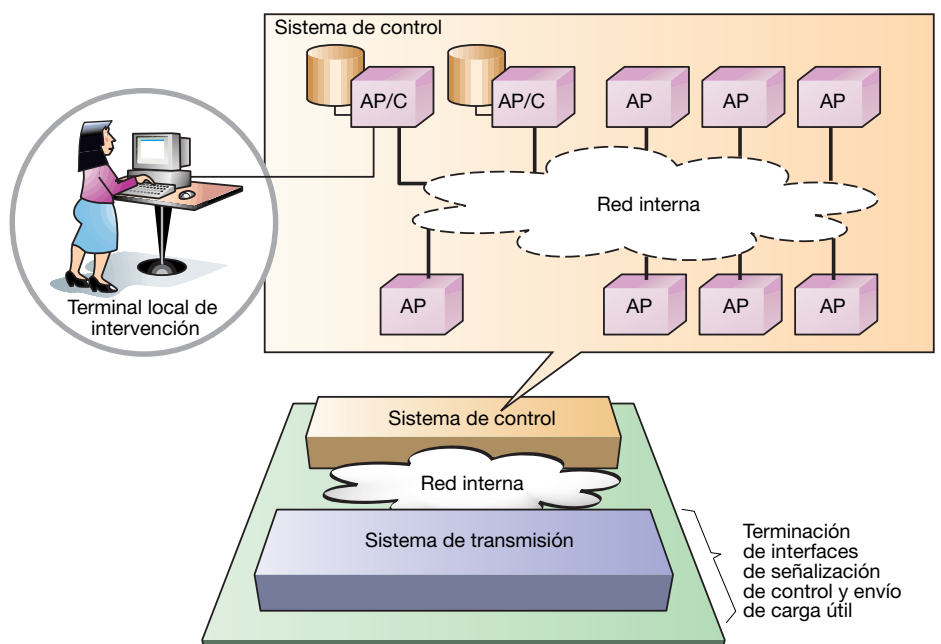 Sistema de control
AP/C
AP/C
AP
AP
AP
Red interna
Terminal local de
intervención
AP
AP
AP
AP
Sistema de control
Red interna
Sistema de transmisión
Terminación
de interfaces
de señalización
de control y envío
de carga útil